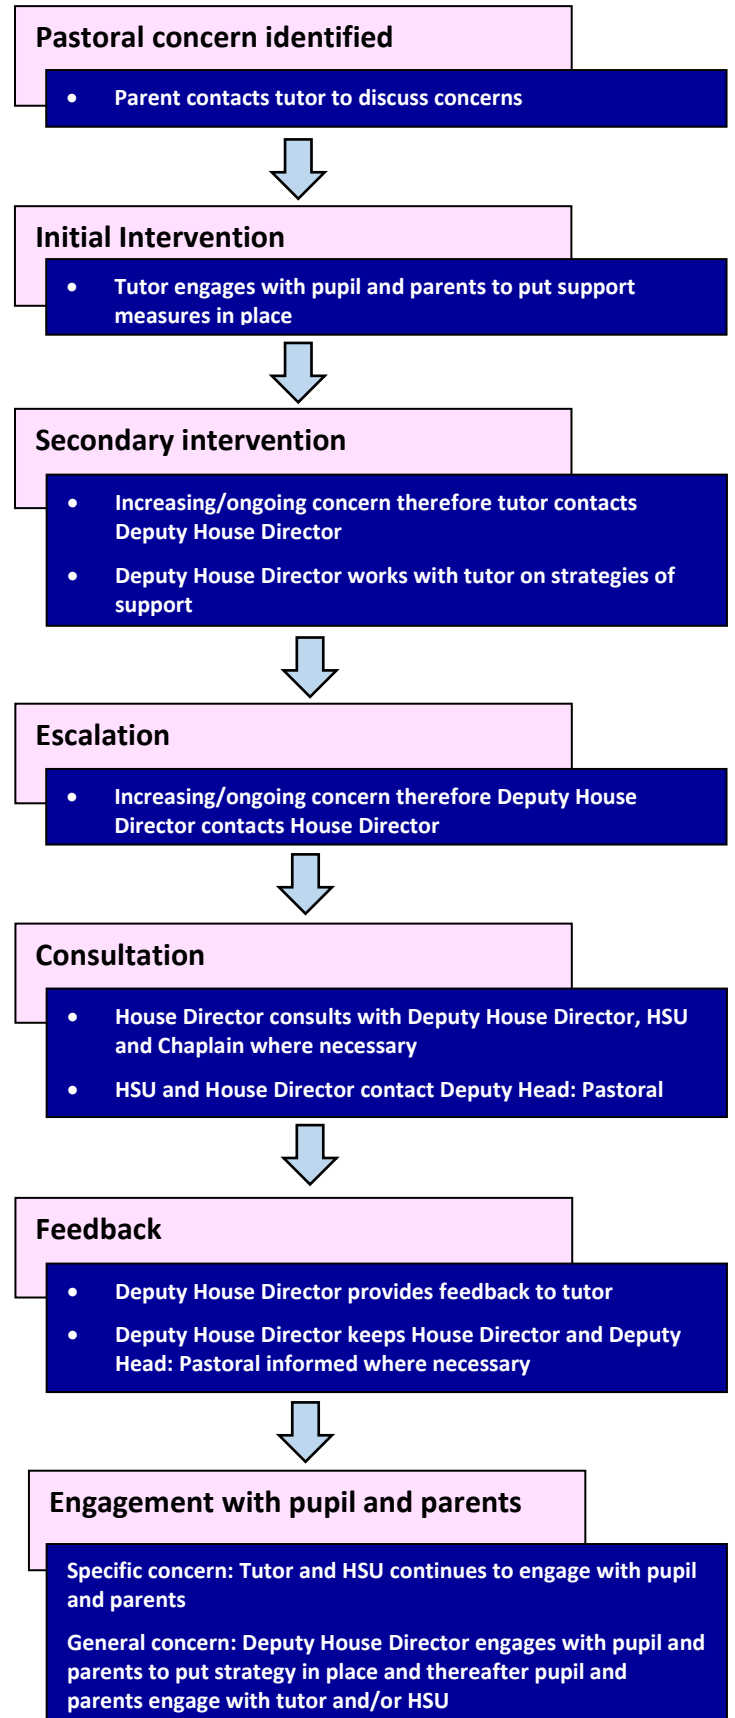 Pastoral concern identified
• Parent contacts tutor to discuss concerns
Initial Intervention
• Tutor engages with pupil and parents to put support
measures in place
Secondary intervention
• Increasing/ongoing concern therefore tutor contacts
Deputy House Director
• Deputy House Director works with tutor on strategies of
support
Escalation
• Increasing/ongoing concern therefore Deputy House
Director contacts House Director
Consultation
• House Director consults with Deputy House Director, HSU
and Chaplain where necessary
• HSU and House Director contact Deputy Head: Pastoral
Feedback
• Deputy House Director provides feedback to tutor
• Deputy House Director keeps House Director and Deputy
Head: Pastoral informed where necessary
Engagement with pupil and parents
Specific concern: Tutor and HSU continues to engage with pupil
and parents
General concern: Deputy House Director engages with pupil and
parents to put strategy in place and thereafter pupil and
parents engage with tutor and/or HSU